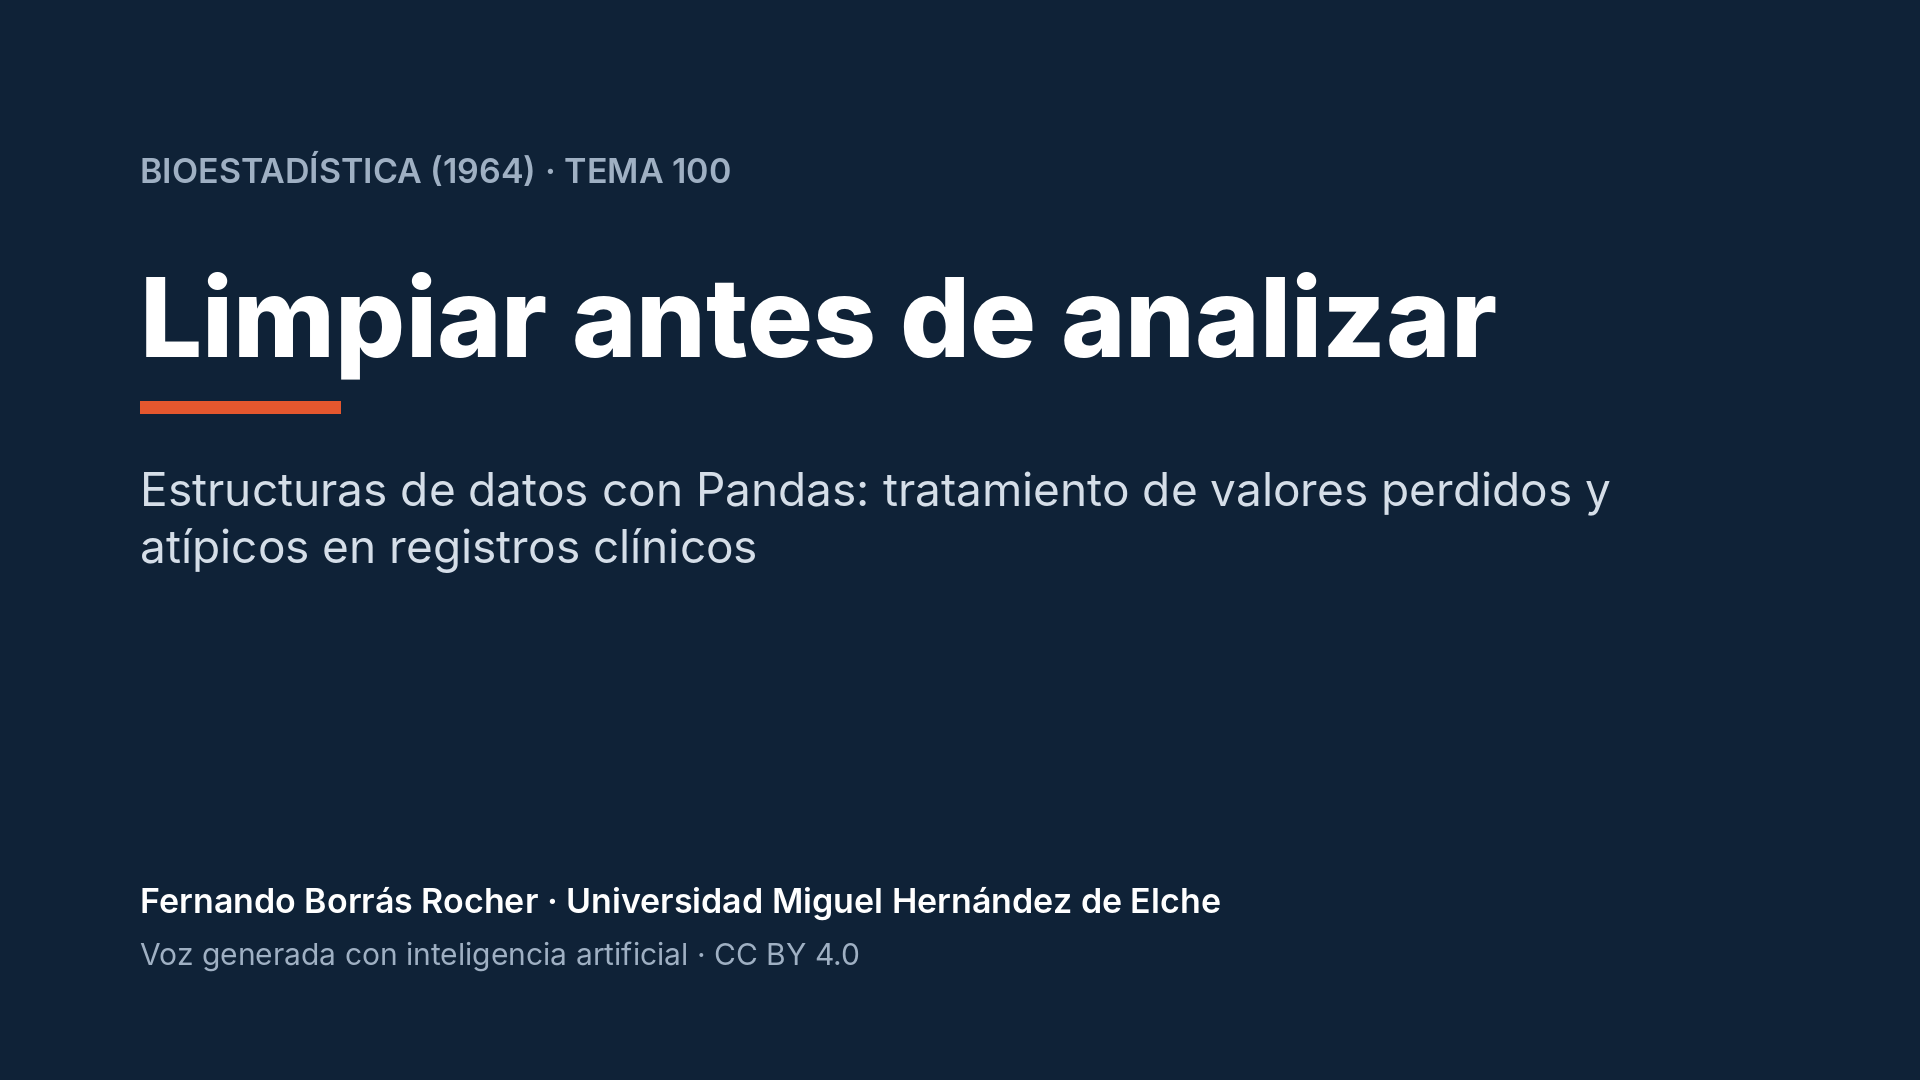 BIOESTADÍSTICA (1964) · TEMA 100
Limpiar antes de analizar
Estructuras de datos con Pandas: tratamiento de valores perdidos y
atípicos en registros clínicos
Fernando Borrás Rocher · Universidad Miguel Hernández de Elche
Voz generada con inteligencia artificial · CC BY 4.0